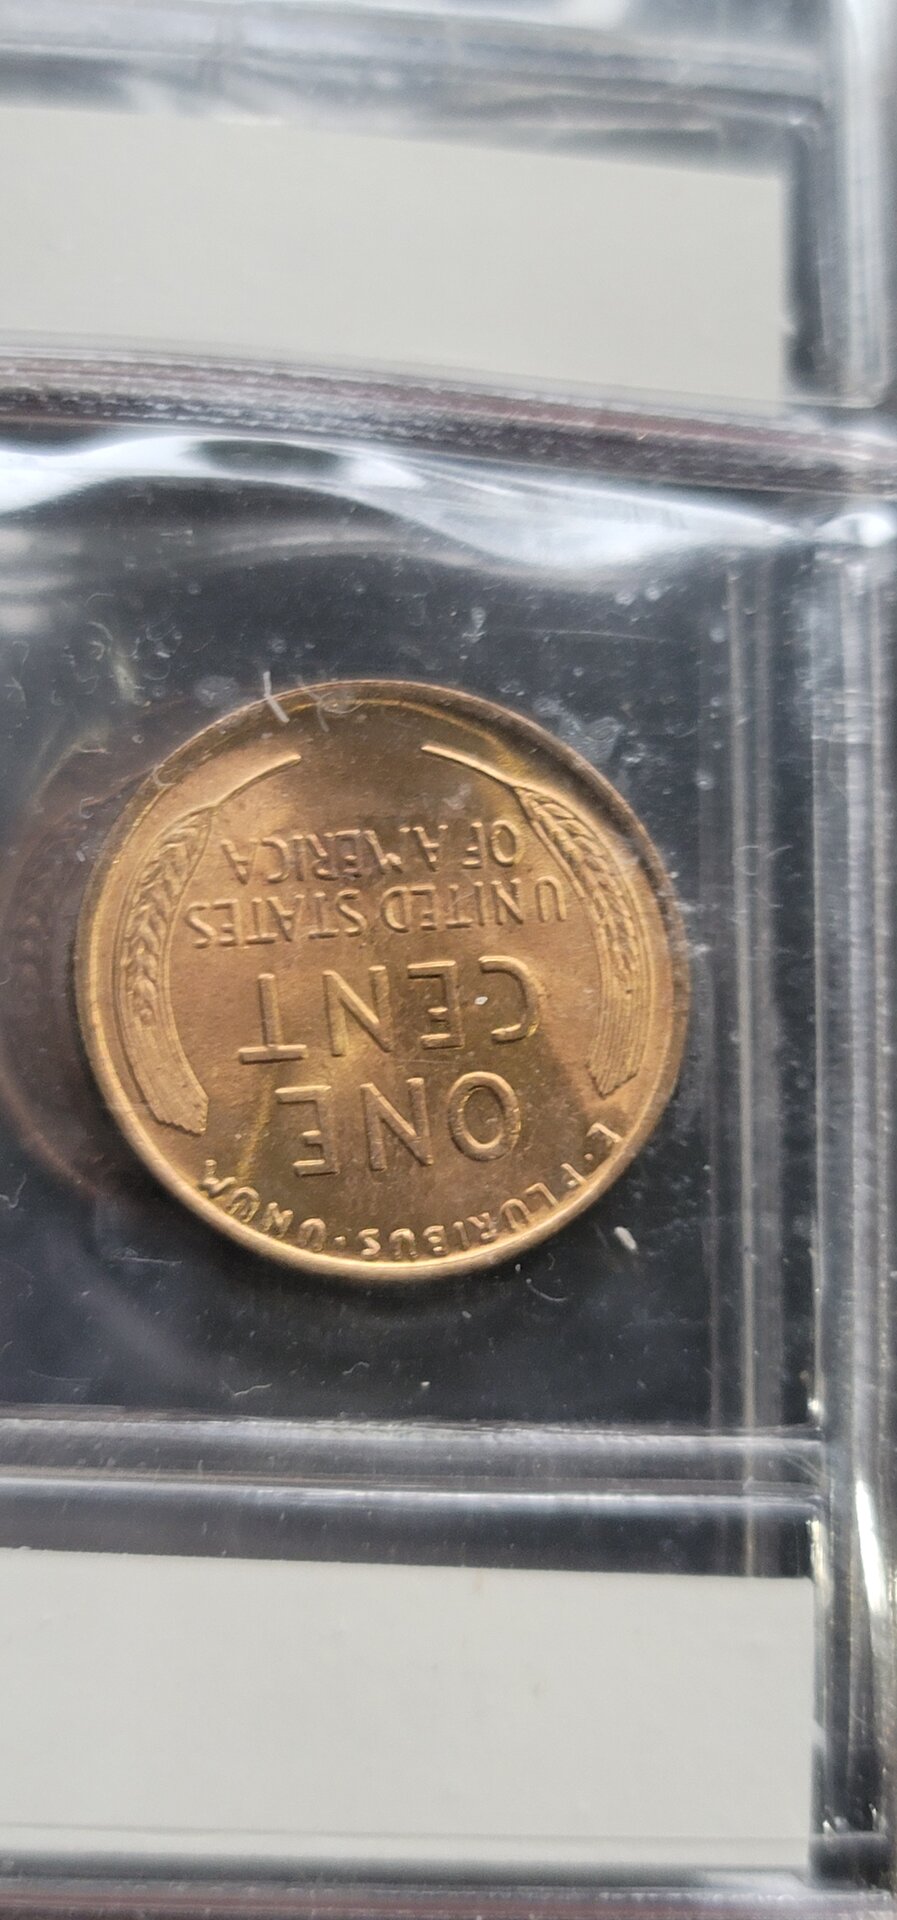 E·PLURIBUS·UNUM
ONE
CENT
UNITED STATES
OF AMERICA